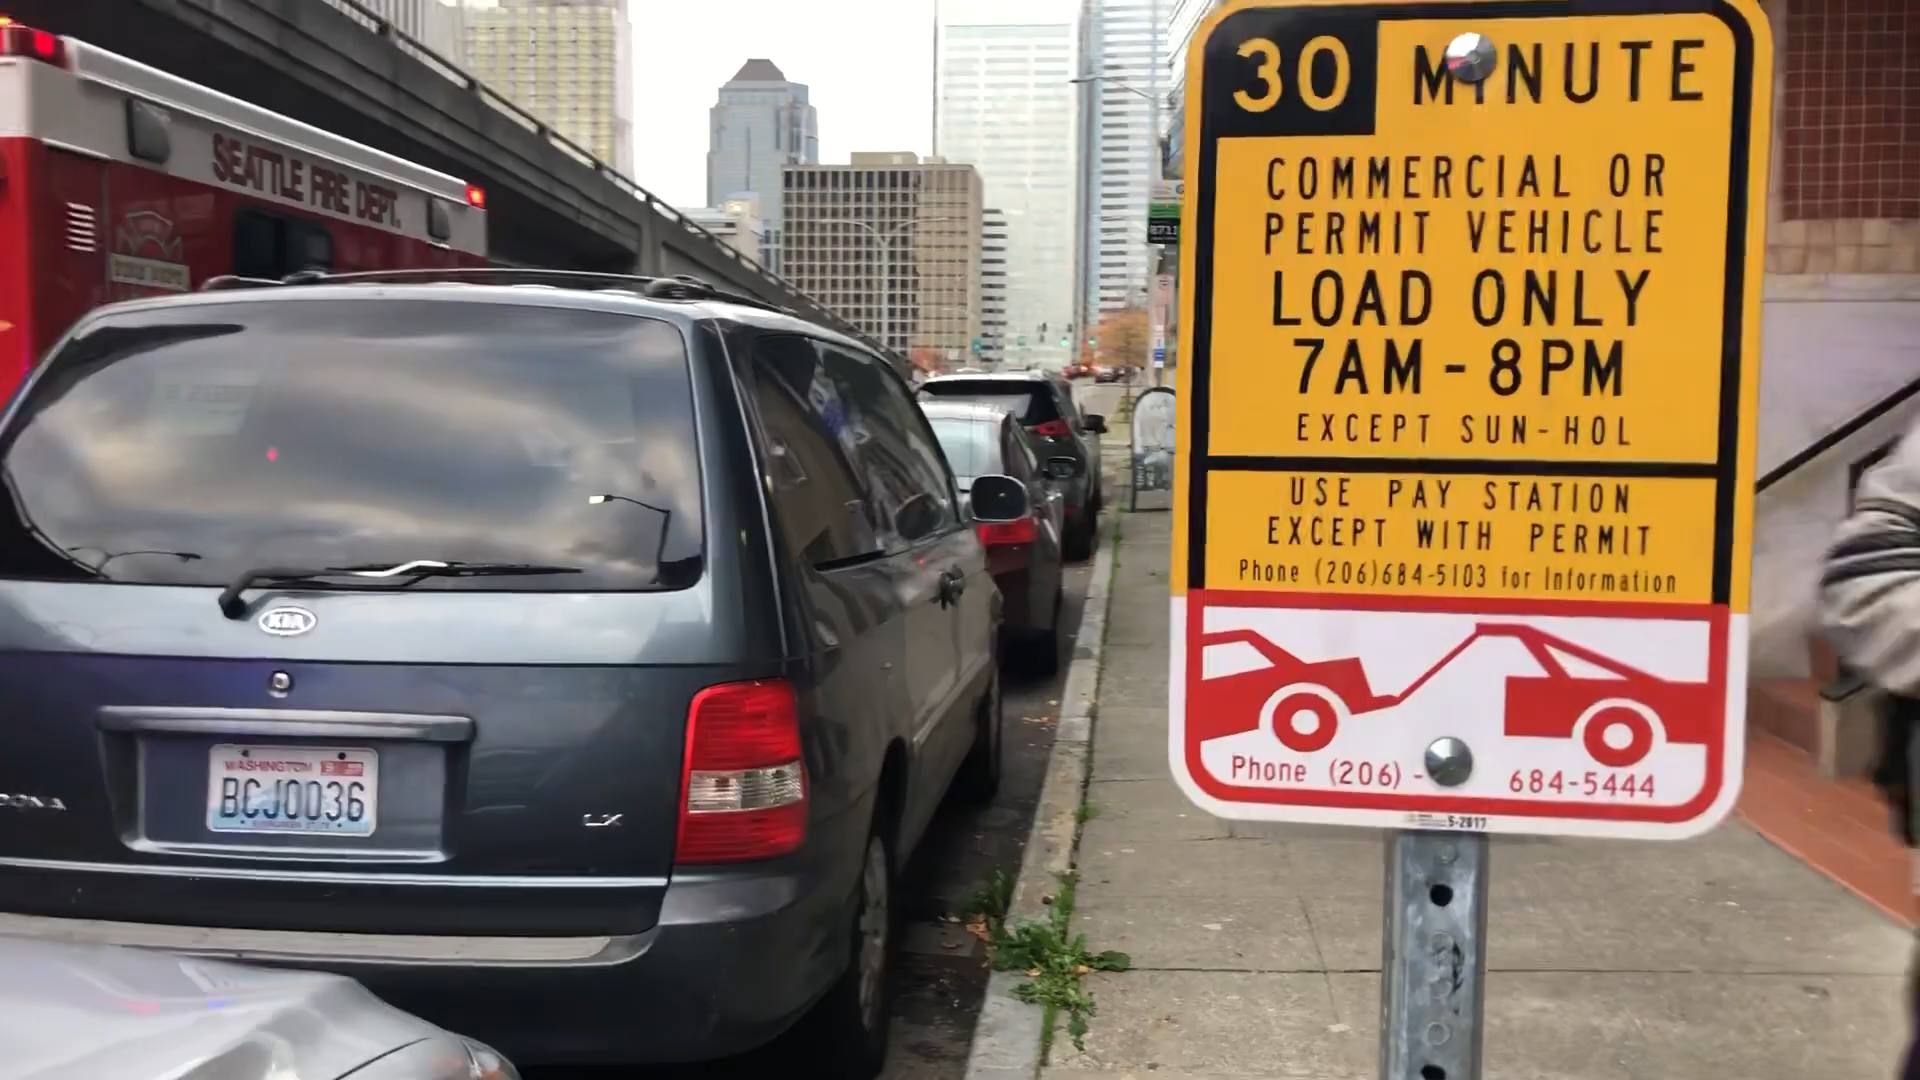 SEATTLE FIRE DEPT.
KIA
WASHINGTON
BCJ0036
LX
30 MINUTE
COMMERCIAL OR
PERMIT VEHICLE
LOAD ONLY
7AM - 8PM
EXCEPT SUN-HOL
USE PAY STATION
EXCEPT WITH PERMIT
Phone (206)684-5103 for Information
Phone (206) - 684-5444
5-2017